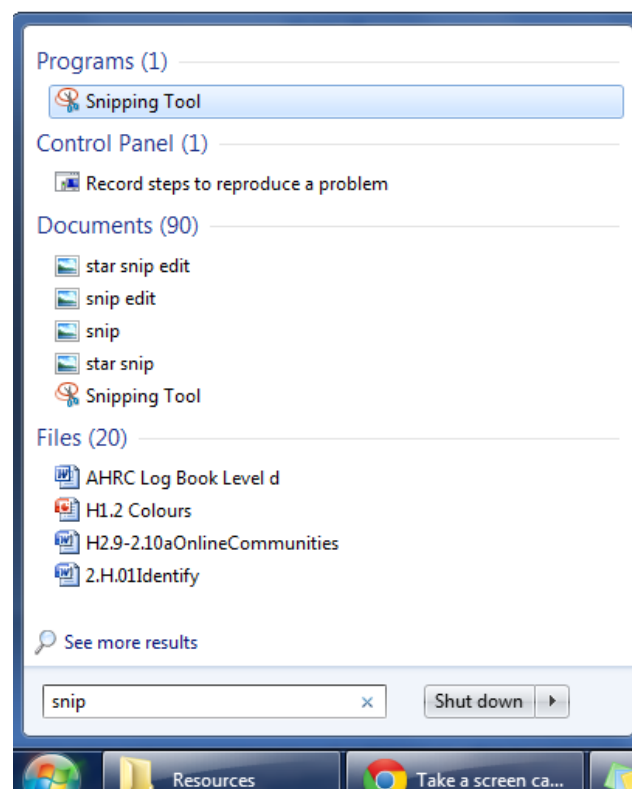 Programs (1)
Snipping Tool
Control Panel (1)
Record steps to reproduce a problem
Documents (90)
star snip edit
snip edit
snip
star snip
Snipping Tool
Files (20)
AHRC Log Book Level d
H1.2 Colours
H2.9-2.10aOnlineCommunities
2.H.01Identify
See more results
snip × Shut down
Resources Take a screen ca...